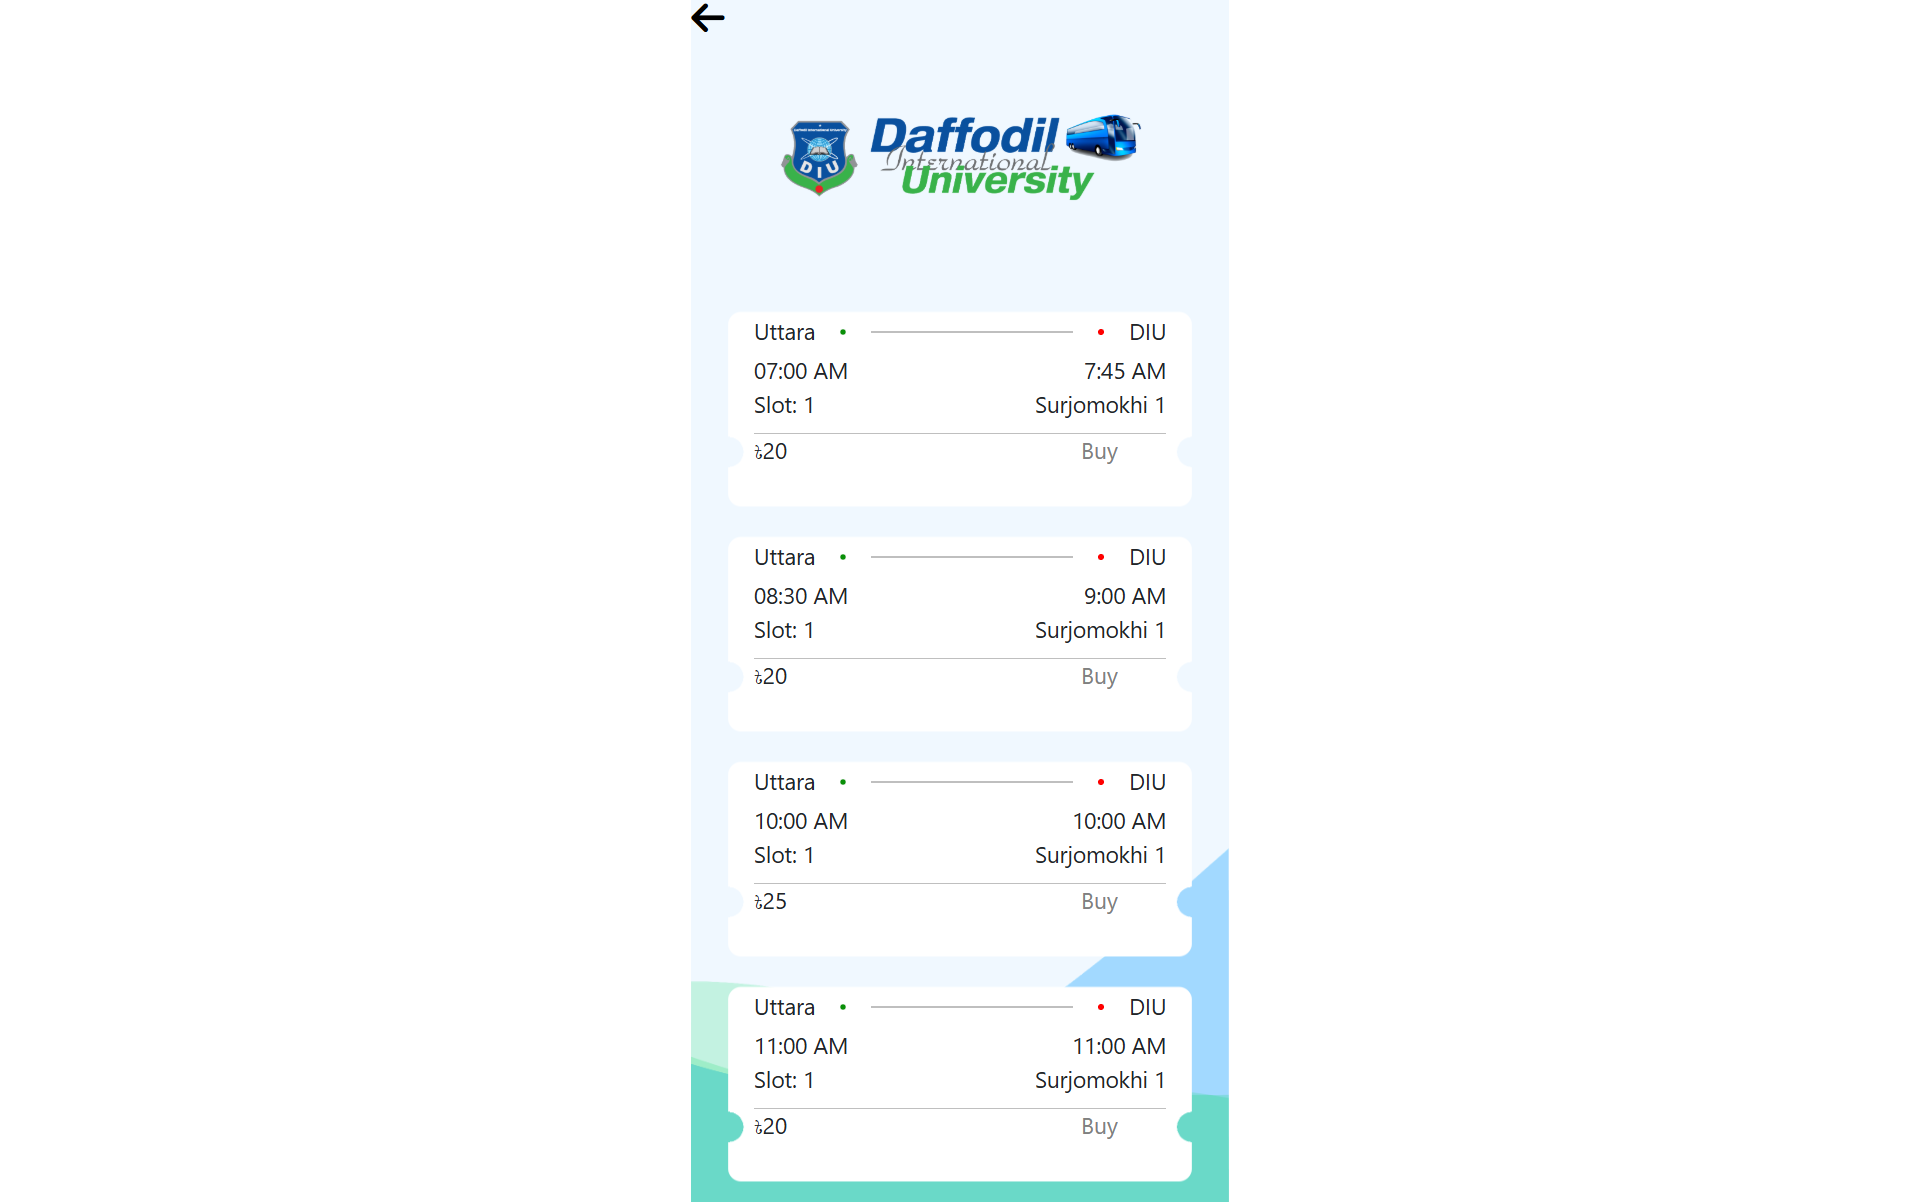 Daffodil
International
University
DIU
Uttara DIU
07:00 AM 7:45 AM
Slot: 1 Surjomokhi 1
৳20 Buy
Uttara DIU
08:30 AM 9:00 AM
Slot: 1 Surjomokhi 1
৳20 Buy
Uttara DIU
10:00 AM 10:00 AM
Slot: 1 Surjomokhi 1
৳25 Buy
Uttara DIU
11:00 AM 11:00 AM
Slot: 1 Surjomokhi 1
৳20 Buy